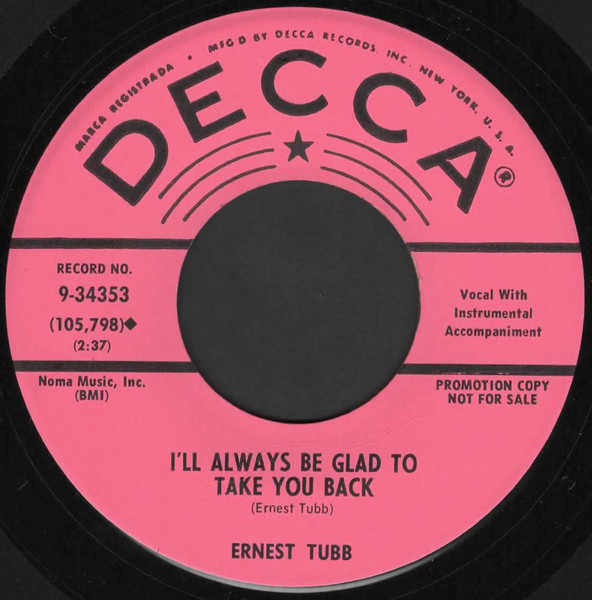 MARCA REGISTRADA • MFG'D BY DECCA RECORDS, INC., NEW YORK, U. S. A.
DECCA®
RECORD NO.
9-34353
(105,798)◆
(2:37)
Vocal With
Instrumental
Accompaniment
Noma Music, Inc.
(BMI)
PROMOTION COPY
NOT FOR SALE
I'LL ALWAYS BE GLAD TO
TAKE YOU BACK
(Ernest Tubb)
ERNEST TUBB